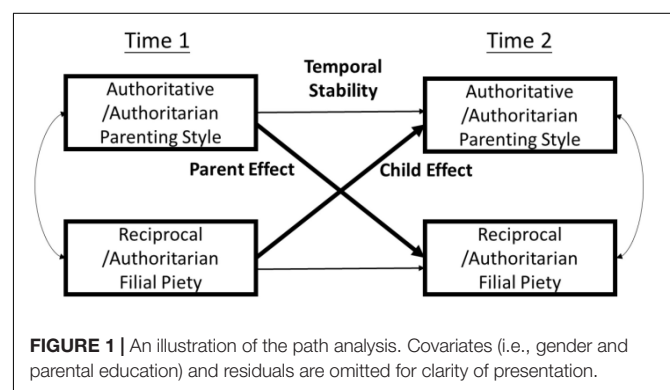 Time 1
Time 2
Authoritative
/Authoritarian
Parenting Style
Temporal
Stability
Authoritative
/Authoritarian
Parenting Style
Parent Effect
Child Effect
Reciprocal
/Authoritarian
Filial Piety
Reciprocal
/Authoritarian
Filial Piety
FIGURE 1 | An illustration of the path analysis. Covariates (i.e., gender and
parental education) and residuals are omitted for clarity of presentation.